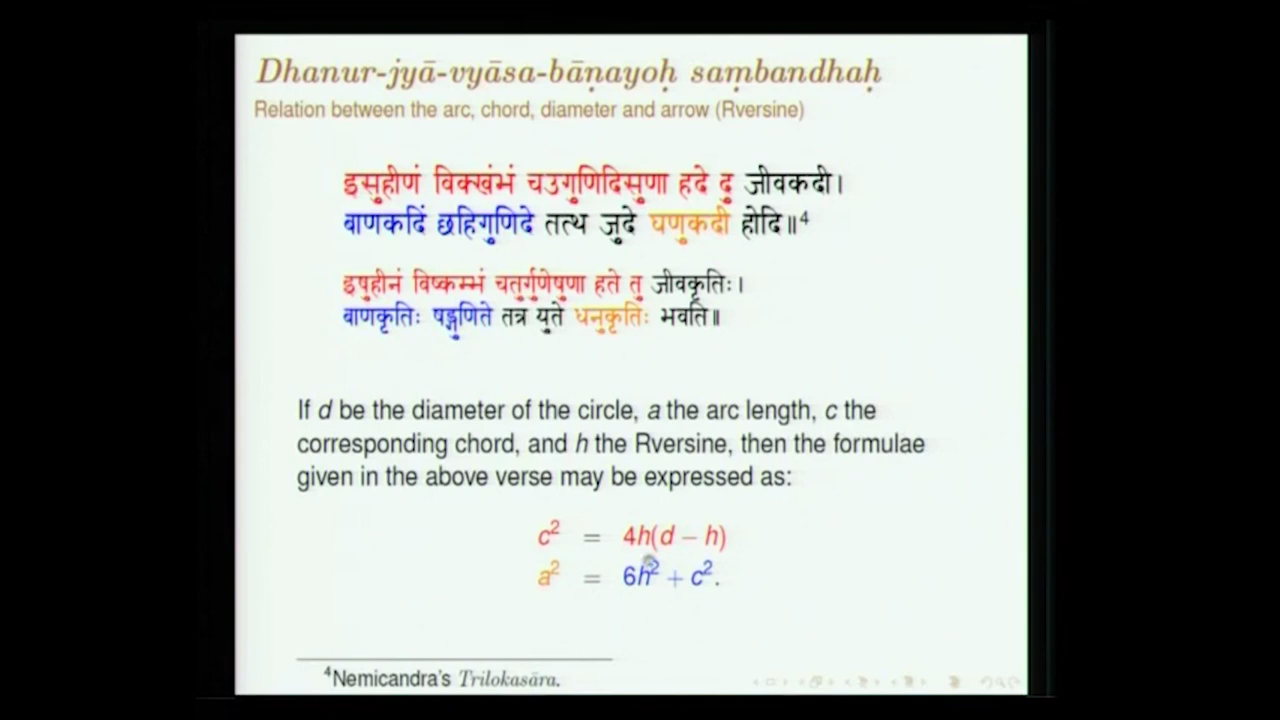 Dhanur-jyā-vyāsa-bāṇayoḥ saṃbandhaḥ
Relation between the arc, chord, diameter and arrow (Rversine)
इसुहीणं विक्खंभं चउगुणिदिसुणा हदे दु जीवकदी।
बाणकदिं छहिगुणिदे तत्थ जुदे धणुकदी होदि॥⁴
इषुहीनं विष्कम्भं चतुर्गुणेषुणा हते तु जीवकृतिः।
बाणकृतिः षड्गुणिते तत्र युते धनुकृतिः भवति॥
If d be the diameter of the circle, a the arc length, c the
corresponding chord, and h the Rversine, then the formulae
given in the above verse may be expressed as:
c² = 4h(d − h)
a² = 6h² + c².
⁴Nemicandra's Trilokasāra.